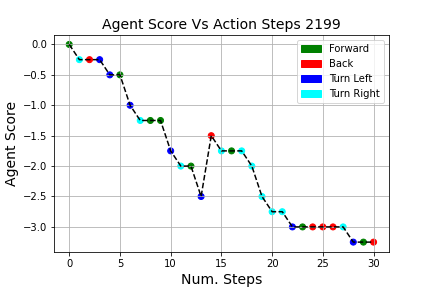 Agent Score Vs Action Steps 2199
Forward
Back
Turn Left
Turn Right
Agent Score
0.0
−0.5
−1.0
−1.5
−2.0
−2.5
−3.0
0 5 10 15 20 25 30
Num. Steps